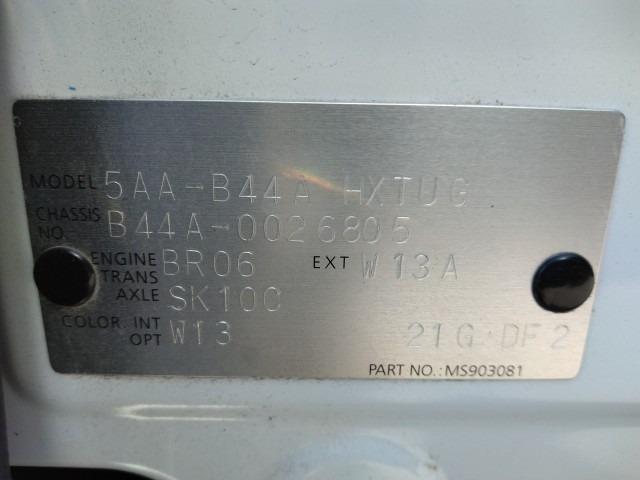 MODEL 5AA-B44A HXTUG
CHASSIS NO. B44A-0026805
ENGINE BR06 EXT W13A
TRANS AXLE SK10C
COLOR. INT OPT W13 21G DF2
PART NO.: MS903081